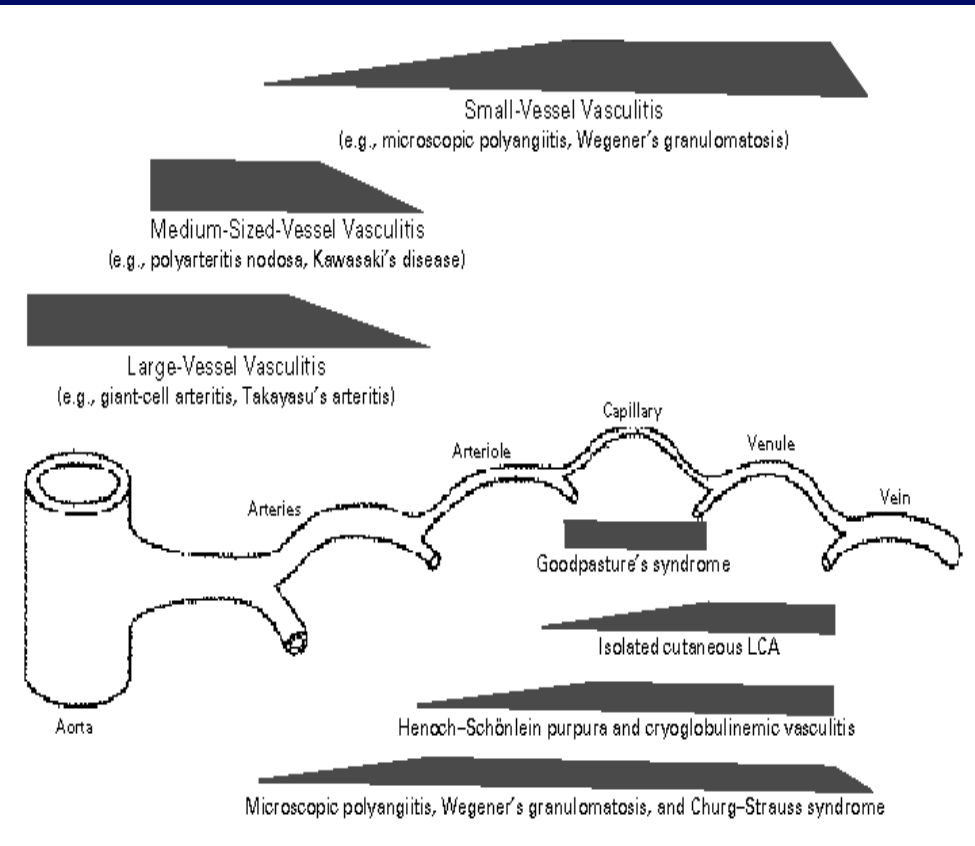 Small-Vessel Vasculitis
(e.g., microscopic polyangiitis, Wegener's granulomatosis)
Medium-Sized-Vessel Vasculitis
(e.g., polyarteritis nodosa, Kawasaki's disease)
Large-Vessel Vasculitis
(e.g., giant-cell arteritis, Takayasu's arteritis)
Capillary
Arteriole
Venule
Arteries
Vein
Goodpasture's syndrome
Isolated cutaneous LCA
Aorta
Henoch–Schönlein purpura and cryoglobulinemic vasculitis
Microscopic polyangiitis, Wegener's granulomatosis, and Churg–Strauss syndrome